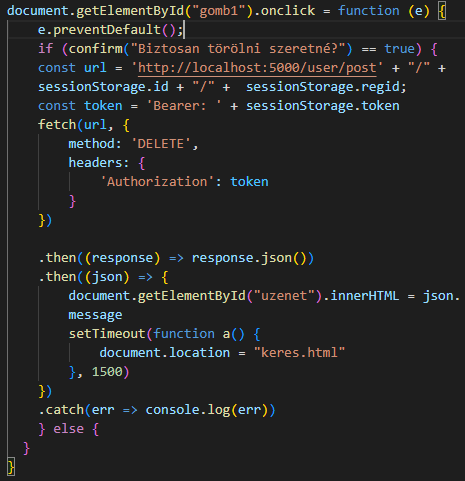 document.getElementById("gomb1").onclick = function (e) {
    e.preventDefault();
    if (confirm("Biztosan törölni szeretné?") == true) {
    const url = 'http://localhost:5000/user/post' + "/" +
    sessionStorage.id + "/" +  sessionStorage.regid;
    const token = 'Bearer: ' + sessionStorage.token
    fetch(url, {
        method: 'DELETE',
        headers: {
            'Authorization': token
        }
    })

    .then((response) => response.json())
    .then((json) => {
        document.getElementById("uzenet").innerHTML = json.
        message
        setTimeout(function a() {
            document.location = "keres.html"
        }, 1500)
    })
    .catch(err => console.log(err))
    } else {
  }
}